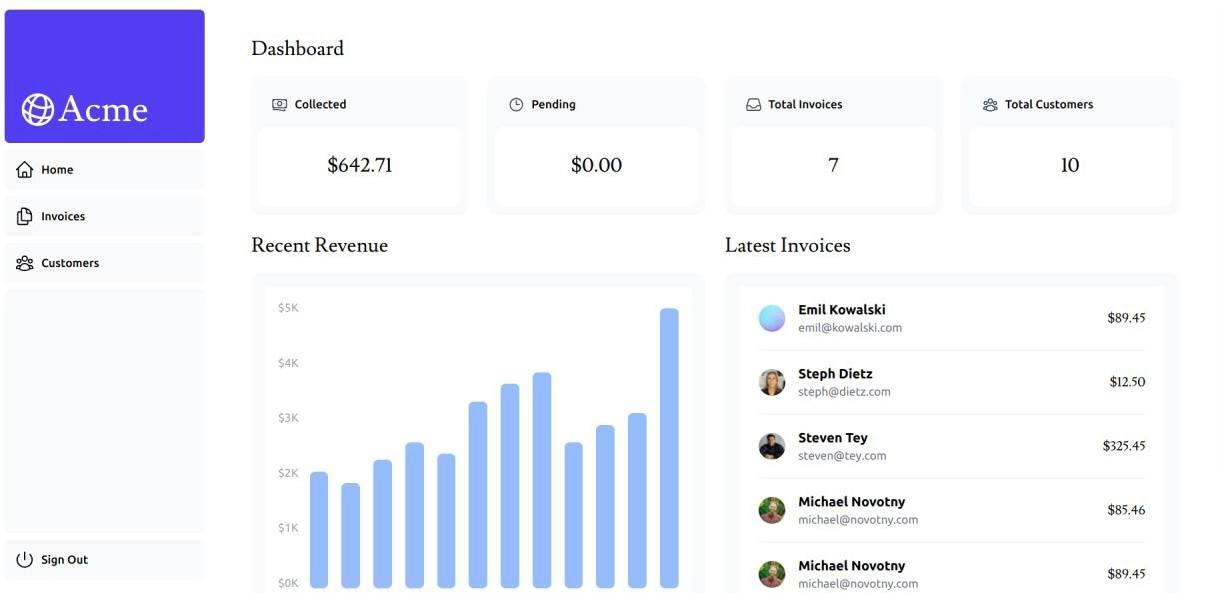 Acme
Home
Invoices
Customers
Sign Out
Dashboard
Collected
$642.71
Pending
$0.00
Total Invoices
7
Total Customers
10
Recent Revenue
$5K
$4K
$3K
$2K
$1K
$0K
Latest Invoices
Emil Kowalski
emil@kowalski.com
$89.45
Steph Dietz
steph@dietz.com
$12.50
Steven Tey
steven@tey.com
$325.45
Michael Novotny
michael@novotny.com
$85.46
Michael Novotny
michael@novotny.com
$89.45